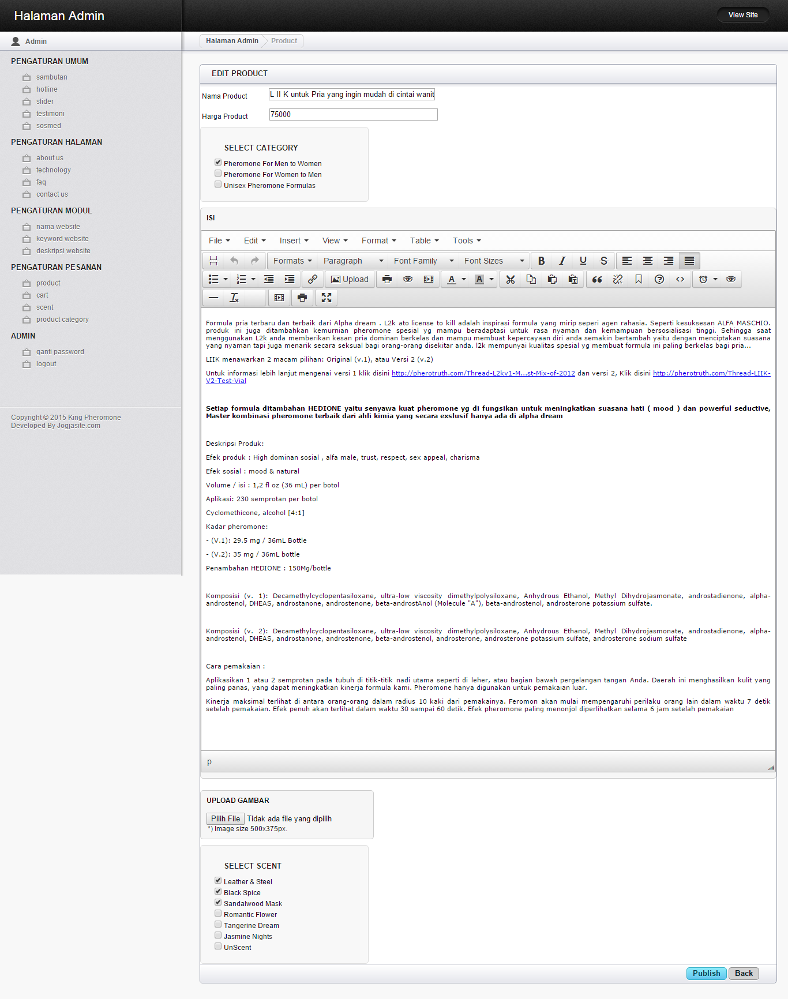 Halaman Admin
View Site
Admin
Halaman Admin
Product
PENGATURAN UMUM
sambutan
hotline
slider
testimoni
sosmed
PENGATURAN HALAMAN
about us
technology
faq
contact us
PENGATURAN MODUL
nama website
keyword website
deskripsi website
PENGATURAN PESANAN
product
cart
scent
product category
ADMIN
ganti password
logout
Copyright © 2015 King Pheromone
Developed By Jogjasite.com
EDIT PRODUCT
Nama Product
L II K untuk Pria yang ingin mudah di cintai wanit
Harga Product
75000
SELECT CATEGORY
Pheromone For Men to Women
Pheromone For Women to Men
Unisex Pheromone Formulas
ISI
File Edit Insert View Format Table Tools
Formats Paragraph Font Family Font Sizes
Upload
Formula pria terbaru dan terbaik dari Alpha dream . L2k ato license to kill adalah inspirasi formula yang mirip seperi agen rahasia. Seperti kesuksesan ALFA MASCHIO.
produk ini juga ditambahkan kemurnian pheromone spesial yg mampu beradaptasi untuk rasa nyaman dan kemampuan bersosialisasi tinggi. Sehingga saat
menggunakan L2k anda memberikan kesan pria dominan berkelas dan mampu membuat kepercayaan diri anda semakin bertambah yaitu dengan menciptakan suasana
yang nyaman tapi juga menarik secara seksual bagi orang-orang disekitar anda. l2k mempunyai kualitas spesial yg membuat formula ini paling berkelas bagi pria...
LIIK menawarkan 2 macam pilihan: Original (v.1), atau Versi 2 (v.2)
Untuk informasi lebih lanjut mengenai versi 1 klik disini http://pherotruth.com/Thread-L2kv1-M...st-Mix-of-2012 dan versi 2, Klik disini http://pherotruth.com/Thread-LIIK-
V2-Test-Vial
Setiap formula ditambahan HEDIONE yaitu senyawa kuat pheromone yg di fungsikan untuk meningkatkan suasana hati ( mood ) dan powerful seductive,
Master kombinasi pheromone terbaik dari ahli kimia yang secara exslusif hanya ada di alpha dream
Deskripsi Produk:
Efek produk : High dominan sosial , alfa male, trust, respect, sex appeal, charisma
Efek sosial : mood & natural
Volume / isi : 1,2 fl oz (36 mL) per botol
Aplikasi: 230 semprotan per botol
Cyclomethicone, alcohol [4:1]
Kadar pheromone:
- (V.1): 29.5 mg / 36mL Bottle
- (V.2): 35 mg / 36mL bottle
Penambahan HEDIONE : 150Mg/bottle
Komposisi (v. 1): Decamethylcyclopentasiloxane, ultra-low viscosity dimethylpolysiloxane, Anhydrous Ethanol, Methyl Dihydrojasmonate, androstadienone, alpha-
androstenol, DHEAS, androstanone, androstenone, beta-androstAnol (Molecule "A"), beta-androstenol, androsterone potassium sulfate.
Komposisi (v. 2): Decamethylcyclopentasiloxane, ultra-low viscosity dimethylpolysiloxane, Anhydrous Ethanol, Methyl Dihydrojasmonate, androstadienone, alpha-
androstenol, DHEAS, androstanone, androstenone, beta-androstenol, androsterone, androsterone potassium sulfate, androsterone sodium sulfate
Cara pemakaian :
Aplikasikan 1 atau 2 semprotan pada tubuh di titik-titik nadi utama seperti di leher, atau bagian bawah pergelangan tangan Anda. Daerah ini menghasilkan kulit yang
paling panas, yang dapat meningkatkan kinerja formula kami. Pheromone hanya digunakan untuk pemakaian luar.
Kinerja maksimal terlihat di antara orang-orang dalam radius 10 kaki dari pemakainya. Feromon akan mulai mempengaruhi perilaku orang lain dalam waktu 7 detik
setelah pemakaian. Efek penuh akan terlihat dalam waktu 30 sampai 60 detik. Efek pheromone paling menonjol diperlihatkan selama 6 jam setelah pemakaian
p
UPLOAD GAMBAR
Pilih File Tidak ada file yang dipilih
*) Image size 500x375px.
SELECT SCENT
Leather & Steel
Black Spice
Sandalwood Mask
Romantic Flower
Tangerine Dream
Jasmine Nights
UnScent
Publish Back